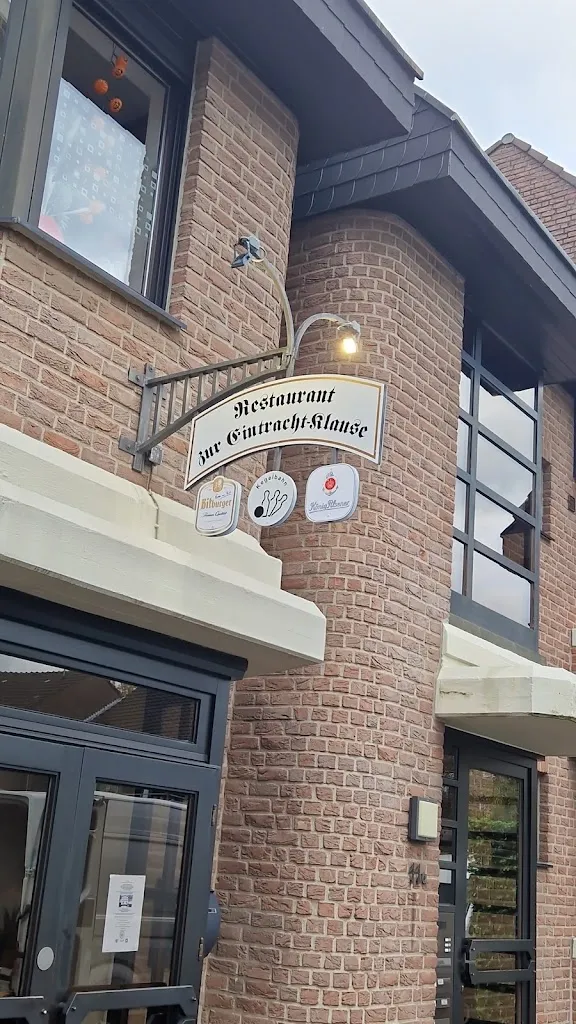 Restaurant
zur Eintracht-Klause
Bitburger
Kegelbahn
König Pilsener